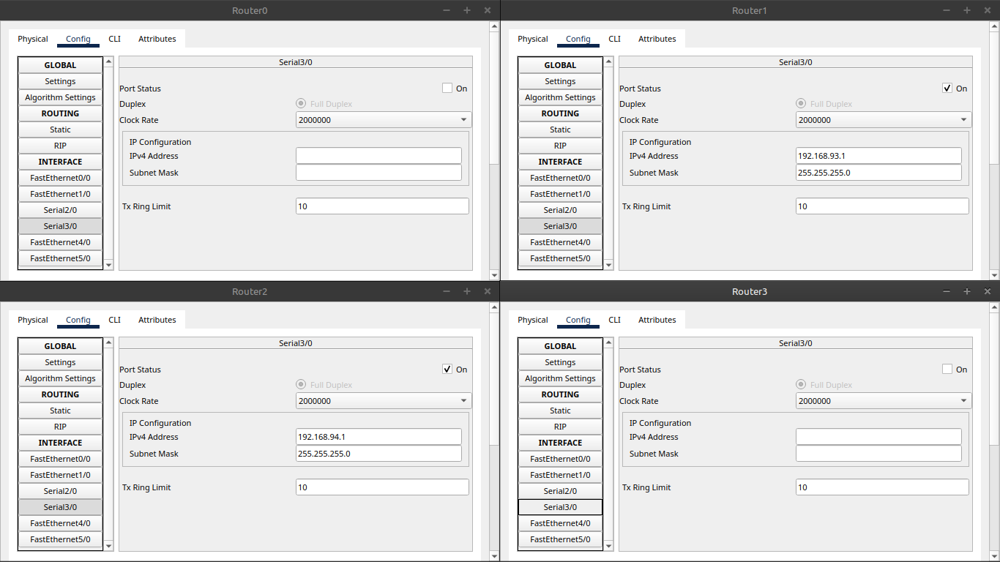 Router0
Physical Config CLI Attributes
GLOBAL
Settings
Algorithm Settings
ROUTING
Static
RIP
INTERFACE
FastEthernet0/0
FastEthernet1/0
Serial2/0
Serial3/0
FastEthernet4/0
FastEthernet5/0
Serial3/0
Port Status On
Duplex Full Duplex
Clock Rate 2000000
IP Configuration
IPv4 Address
Subnet Mask
Tx Ring Limit 10
Router1
Physical Config CLI Attributes
GLOBAL
Settings
Algorithm Settings
ROUTING
Static
RIP
INTERFACE
FastEthernet0/0
FastEthernet1/0
Serial2/0
Serial3/0
FastEthernet4/0
FastEthernet5/0
Serial3/0
Port Status On
Duplex Full Duplex
Clock Rate 2000000
IP Configuration
IPv4 Address 192.168.93.1
Subnet Mask 255.255.255.0
Tx Ring Limit 10
Router2
Physical Config CLI Attributes
GLOBAL
Settings
Algorithm Settings
ROUTING
Static
RIP
INTERFACE
FastEthernet0/0
FastEthernet1/0
Serial2/0
Serial3/0
FastEthernet4/0
FastEthernet5/0
Serial3/0
Port Status On
Duplex Full Duplex
Clock Rate 2000000
IP Configuration
IPv4 Address 192.168.94.1
Subnet Mask 255.255.255.0
Tx Ring Limit 10
Router3
Physical Config CLI Attributes
GLOBAL
Settings
Algorithm Settings
ROUTING
Static
RIP
INTERFACE
FastEthernet0/0
FastEthernet1/0
Serial2/0
Serial3/0
FastEthernet4/0
FastEthernet5/0
Serial3/0
Port Status On
Duplex Full Duplex
Clock Rate 2000000
IP Configuration
IPv4 Address
Subnet Mask
Tx Ring Limit 10